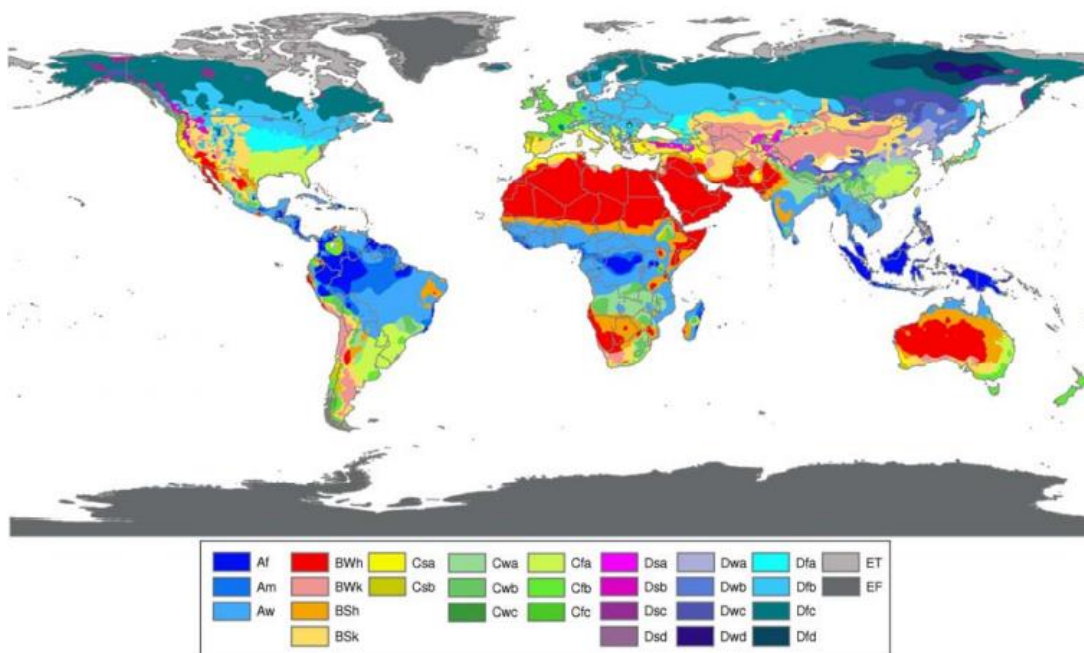 Af BWh Csa Cwa Cfa Dsa Dwa Dfa ET
Am BWk Csb Cwb Cfb Dsb Dwb Dfb EF
Aw BSh Cwc Cfc Dsc Dwc Dfc
BSk Dsd Dwd Dfd